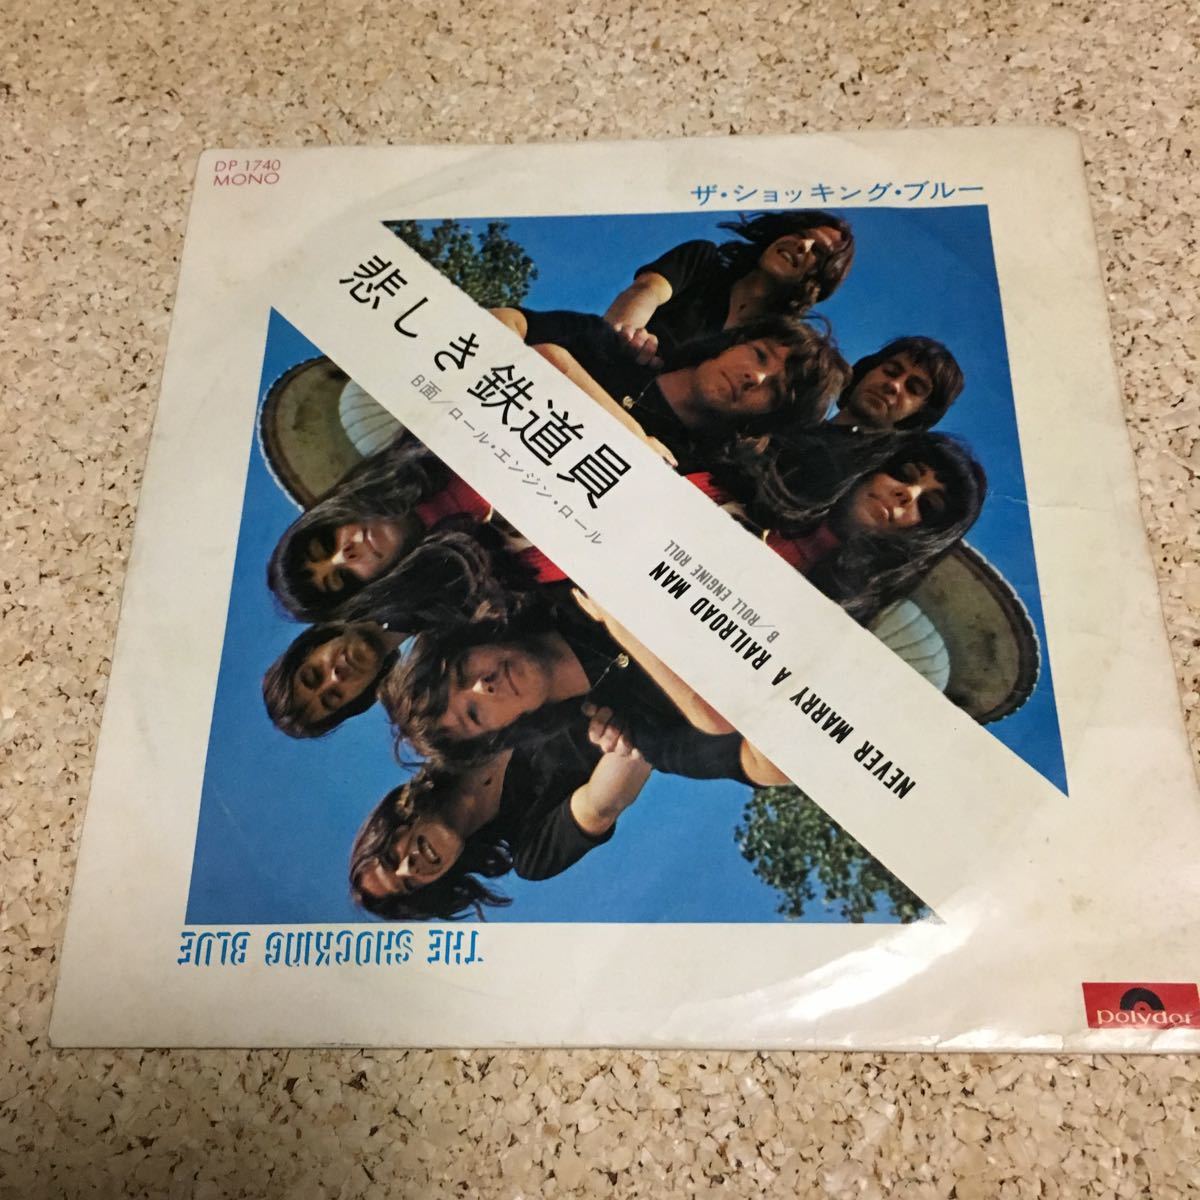 DP 1740
MONO
ザ・ショッキング・ブルー
悲しき鉄道員
B面/ロール・エンジン・ロール
NEVER MARRY A RAILROAD MAN
B/ROLL ENGINE ROLL
THE SHOCKING BLUE
polydor